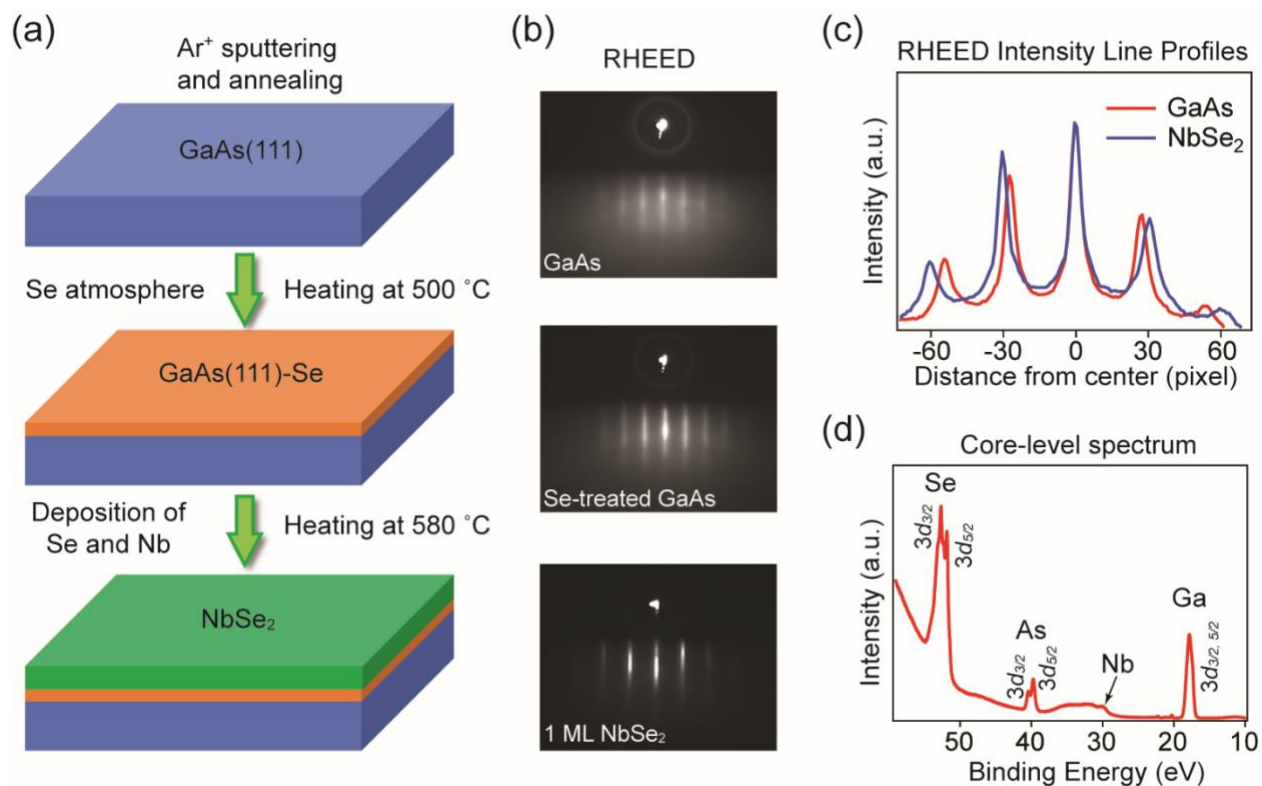 (a)
Ar⁺ sputtering
and annealing
GaAs(111)
Se atmosphere
Heating at 500 ˚C
GaAs(111)-Se
Deposition of
Se and Nb
Heating at 580 ˚C
NbSe₂
(b)
RHEED
GaAs
Se-treated GaAs
1 ML NbSe₂
(c)
RHEED Intensity Line Profiles
GaAs
NbSe₂
Intensity (a.u.)
-60 -30 0 30 60
Distance from center (pixel)
(d)
Core-level spectrum
Se
3d3/2
3d5/2
As
3d3/2
3d5/2
Nb
Ga
3d3/2, 5/2
Intensity (a.u.)
50 40 30 20 10
Binding Energy (eV)